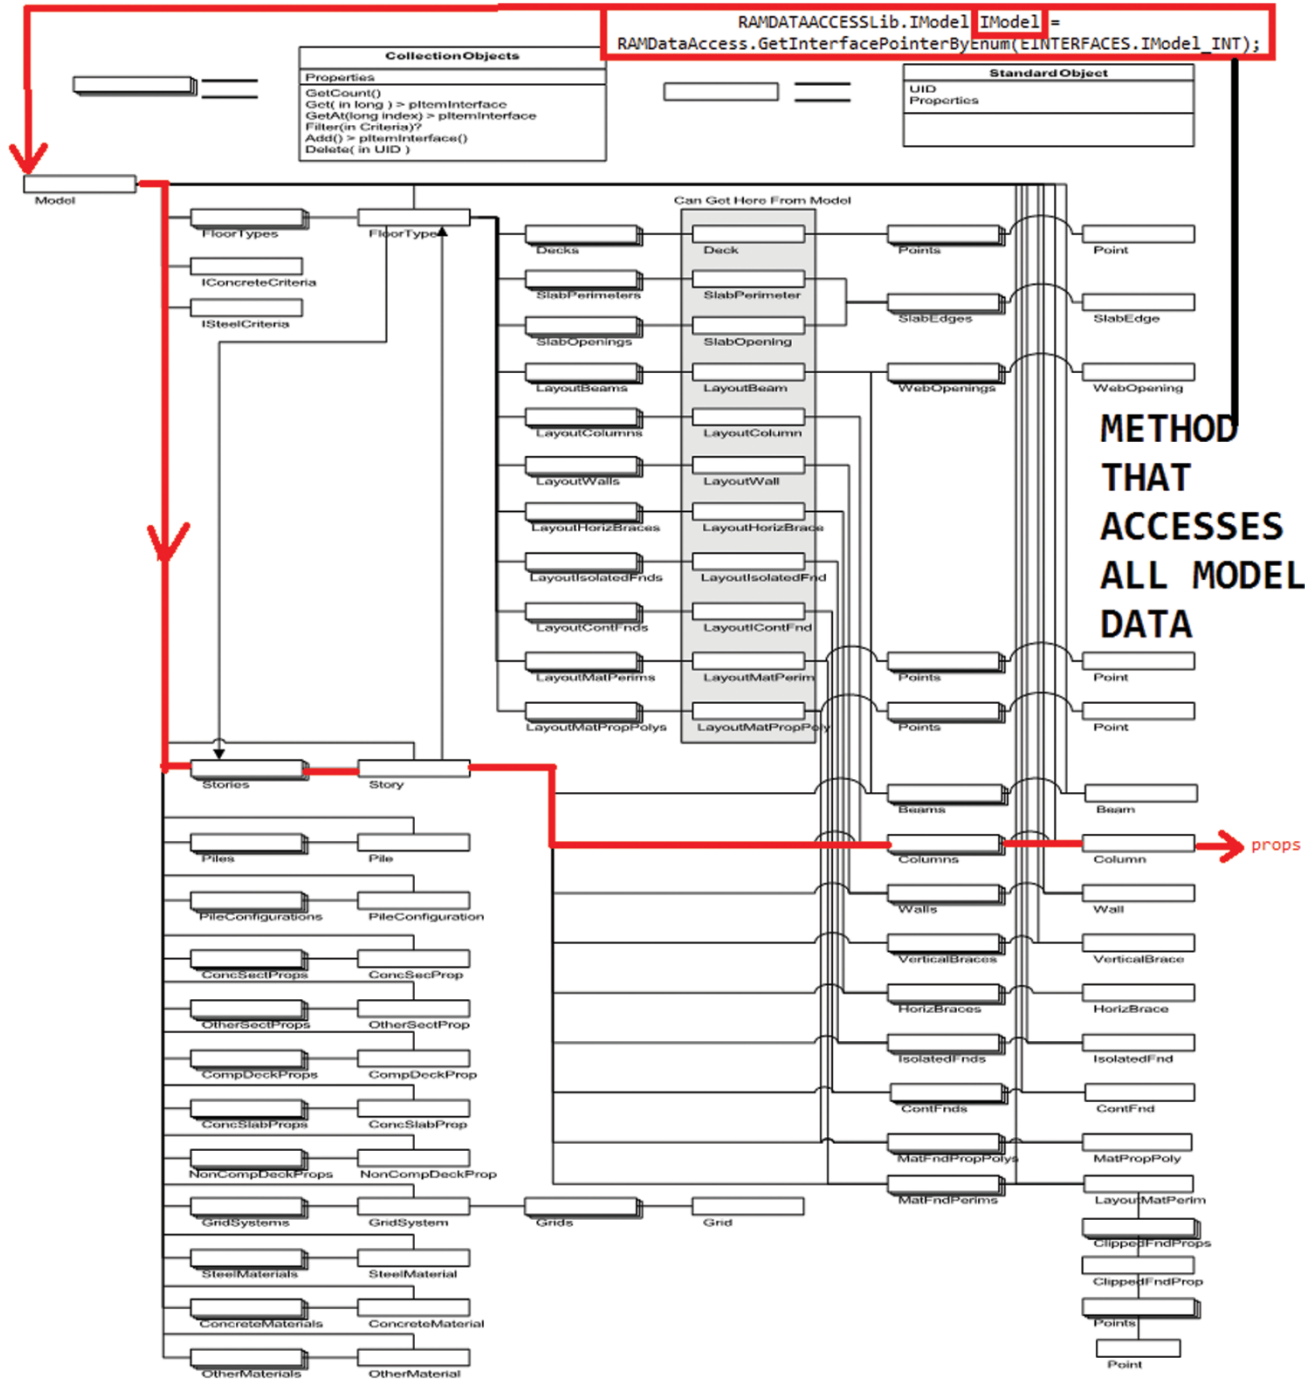 RAMDATAACCESSLib.IModel IModel =
RAMDataAccess.GetInterfacePointerByEnum(EINTERFACES.IModel_INT);
CollectionObjects
Properties
GetCount()
Get( in long ) > pItemInterface
GetAt(long index) > pItemInterface
Filter(in Criteria)?
Add() > pItemInterface()
Delete( in UID )
StandardObject
UID
Properties
Model
Can Get Here From Model
FloorTypes
FloorType
IConcreteCriteria
ISteelCriteria
Decks
Deck
Points
Point
SlabPerimeters
SlabPerimeter
SlabEdges
SlabEdge
SlabOpenings
SlabOpening
LayoutBeams
LayoutBeam
WebOpenings
WebOpening
LayoutColumns
LayoutColumn
LayoutWalls
LayoutWall
LayoutHorizBraces
LayoutHorizBrace
LayoutIsolatedFnds
LayoutIsolatedFnd
LayoutContFnds
LayoutIContFnd
LayoutMatPerims
LayoutMatPerim
Points
Point
LayoutMatPropPolys
LayoutMatPropPoly
Points
Point
METHOD
THAT
ACCESSES
ALL MODEL
DATA
Stories
Story
Beams
Beam
Piles
Pile
Columns
Column
props
PileConfigurations
PileConfiguration
Walls
Wall
ConcSectProps
ConcSecProp
VerticalBraces
VerticalBrace
OtherSectProps
OtherSectProp
HorizBraces
HorizBrace
CompDeckProps
CompDeckProp
IsolatedFnds
IsolatedFnd
ConcSlabProps
ConcSlabProp
ContFnds
ContFnd
NonCompDeckProps
NonCompDeckProp
MatFndPropPolys
MatPropPoly
GridSystems
GridSystem
Grids
Grid
MatFndPerims
LayoutMatPerim
ClippedFndProps
SteelMaterials
SteelMaterial
ClippedFndProp
ConcreteMaterials
ConcreteMaterial
Points
OtherMaterials
OtherMaterial
Point